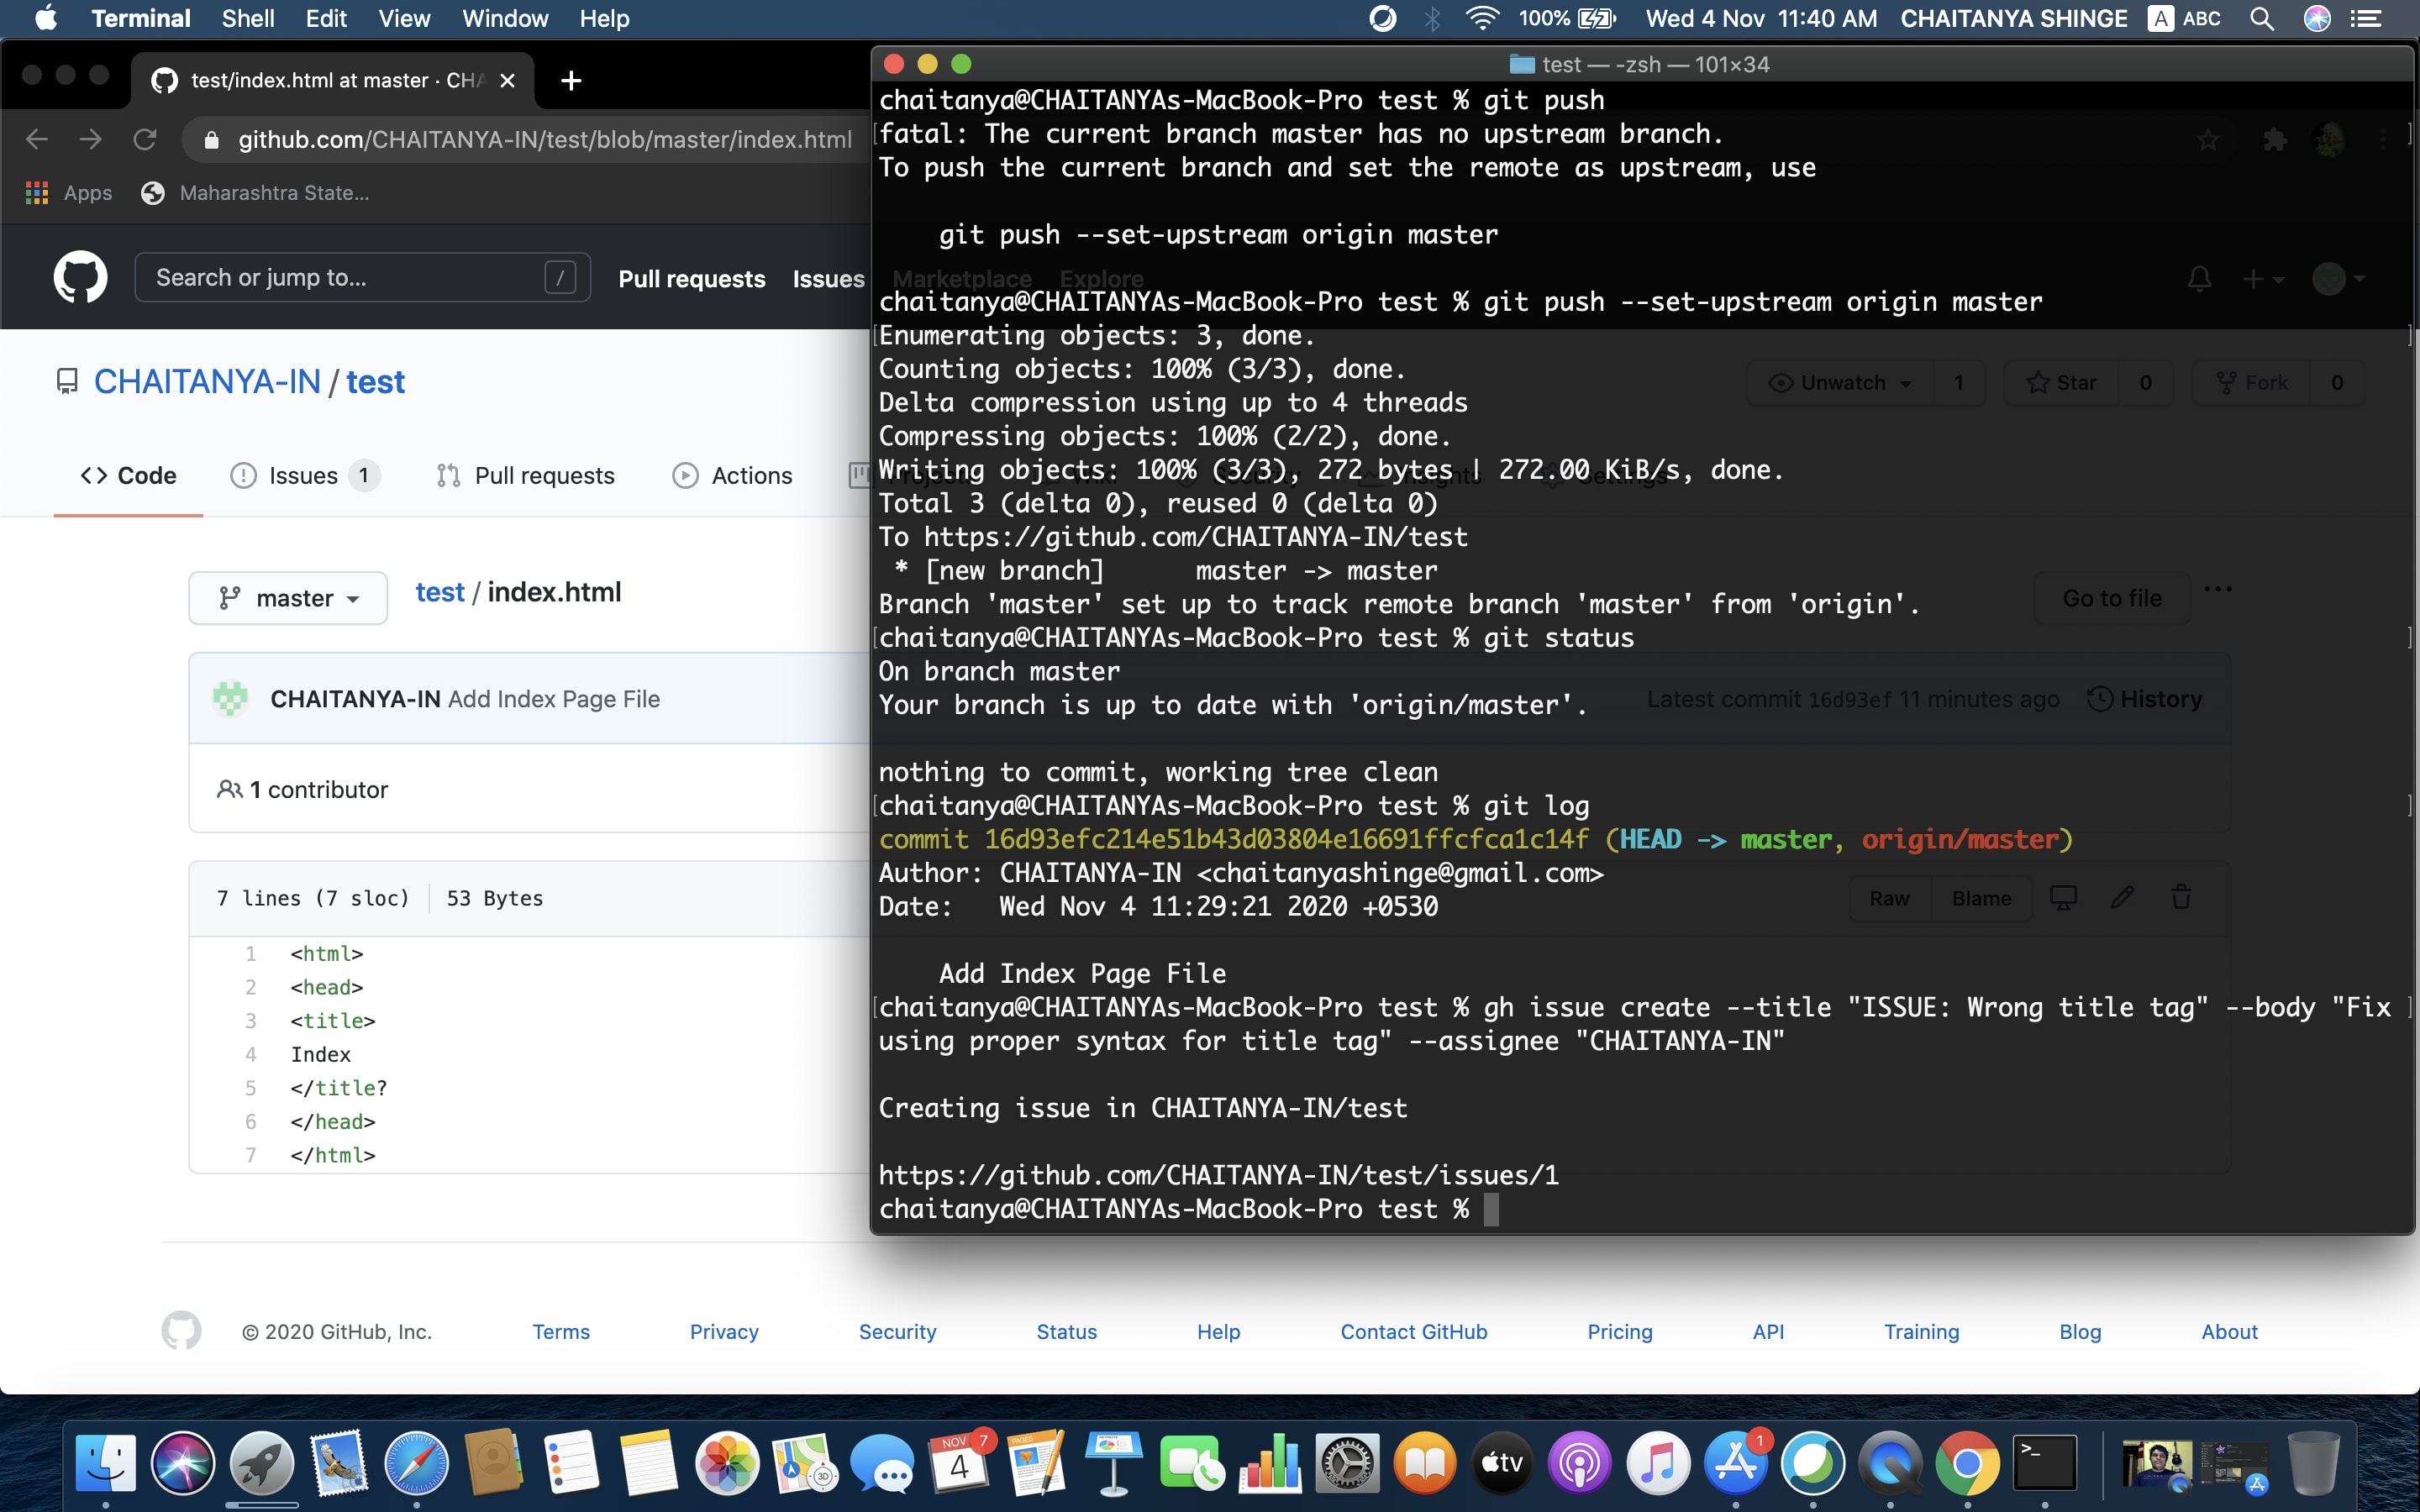 Terminal Shell Edit View Window Help 100% Wed 4 Nov 11:40 AM CHAITANYA SHINGE A ABC
test/index.html at master · CHA
github.com/CHAITANYA-IN/test/blob/master/index.html
Apps Maharashtra State...
Search or jump to... / Pull requests Issues Marketplace Explore
CHAITANYA-IN / test
Unwatch 1 Star 0 Fork 0
Code Issues 1 Pull requests Actions Projects Wiki Security Insights Settings
master test / index.html Go to file
CHAITANYA-IN Add Index Page File Latest commit 16d93ef 11 minutes ago History
1 contributor
7 lines (7 sloc) 53 Bytes Raw Blame
1 <html>
2 <head>
3 <title>
4 Index
5 </title?
6 </head>
7 </html>
© 2020 GitHub, Inc. Terms Privacy Security Status Help Contact GitHub Pricing API Training Blog About
test — -zsh — 101×34
chaitanya@CHAITANYAs-MacBook-Pro test % git push
fatal: The current branch master has no upstream branch.
To push the current branch and set the remote as upstream, use
git push --set-upstream origin master
chaitanya@CHAITANYAs-MacBook-Pro test % git push --set-upstream origin master
Enumerating objects: 3, done.
Counting objects: 100% (3/3), done.
Delta compression using up to 4 threads
Compressing objects: 100% (2/2), done.
Writing objects: 100% (3/3), 272 bytes | 272.00 KiB/s, done.
Total 3 (delta 0), reused 0 (delta 0)
To https://github.com/CHAITANYA-IN/test
* [new branch] master -> master
Branch 'master' set up to track remote branch 'master' from 'origin'.
chaitanya@CHAITANYAs-MacBook-Pro test % git status
On branch master
Your branch is up to date with 'origin/master'.
nothing to commit, working tree clean
chaitanya@CHAITANYAs-MacBook-Pro test % git log
commit 16d93efc214e51b43d03804e16691ffcfca1c14f (HEAD -> master, origin/master)
Author: CHAITANYA-IN <chaitanyashinge@gmail.com>
Date: Wed Nov 4 11:29:21 2020 +0530
Add Index Page File
chaitanya@CHAITANYAs-MacBook-Pro test % gh issue create --title "ISSUE: Wrong title tag" --body "Fix
using proper syntax for title tag" --assignee "CHAITANYA-IN"
Creating issue in CHAITANYA-IN/test
https://github.com/CHAITANYA-IN/test/issues/1
chaitanya@CHAITANYAs-MacBook-Pro test %
3D NOV 4 7 PAGES tv 1 >_